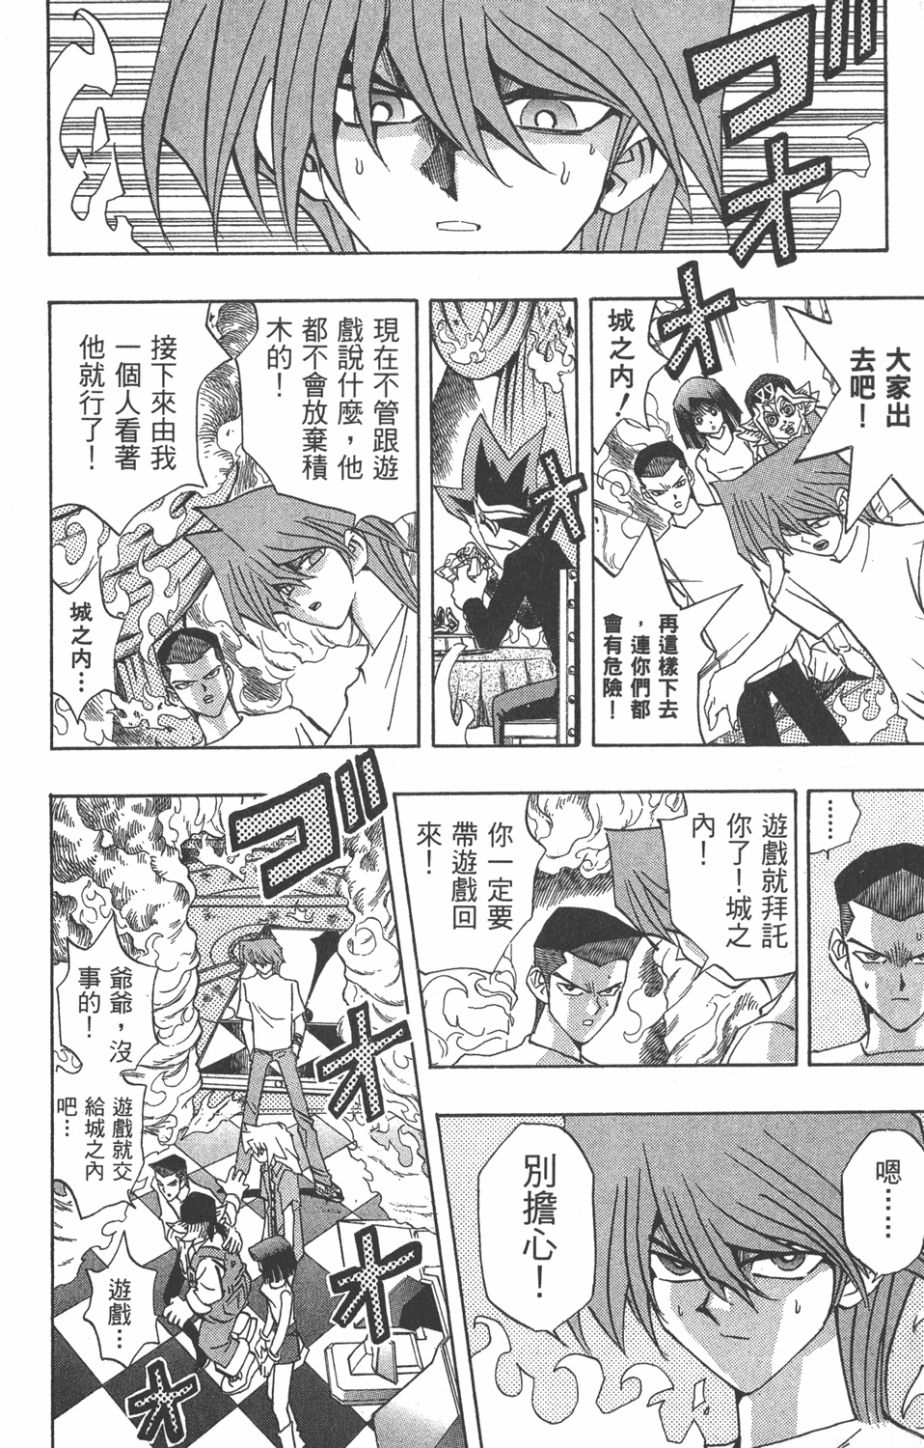 ゴオオオ
大家出
去吧！
城之內！
再這樣下去
，連你們都
會有危險！
現在不管跟遊
戲說什麼，他
都不會放棄積
木的！
接下來由我
一個人看著
他就行了！
城之內…
……
遊戲就拜託
你了！城之
內！
你一定要
帶遊戲回
來！
嗯……
別擔心！
ゴオオオ
爺爺，沒
事的！
遊戲就交
給城之內
吧…
遊戲…